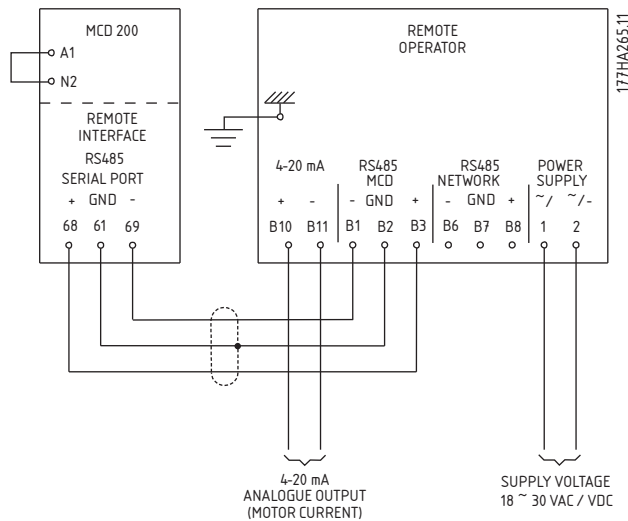 MCD 200
A1
N2
REMOTE
INTERFACE
RS485
SERIAL PORT
+ GND -
68 61 69
REMOTE
OPERATOR
4-20 mA
+ -
B10 B11
RS485
MCD
- GND +
B1 B2 B3
RS485
NETWORK
- GND +
B6 B7 B8
POWER
SUPPLY
~/ ~/-
1 2
4-20 mA
ANALOGUE OUTPUT
(MOTOR CURRENT)
SUPPLY VOLTAGE
18 ~ 30 VAC / VDC
177HA265.11